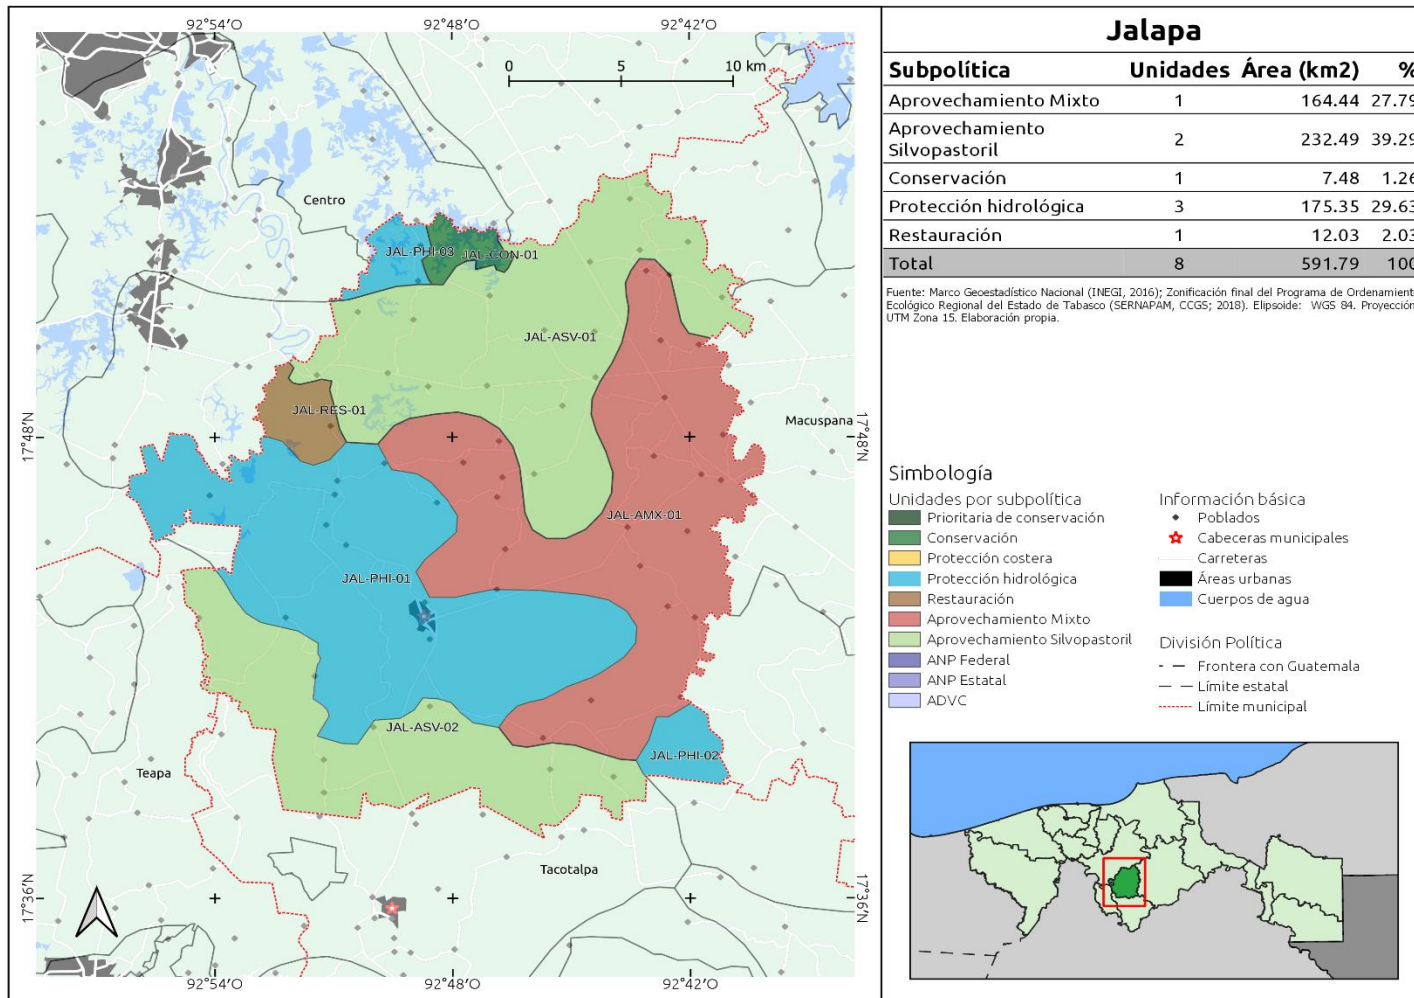 92°54′O
92°48′O
92°42′O
0
5
10 km
Centro
JAL-PHI-03
JAL-CON-01
JAL-ASV-01
JAL-RES-01
Macuspana
17°48′N
17°48′N
JAL-AMX-01
JAL-PHI-01
JAL-ASV-02
JAL-PHI-02
Teapa
Tacotalpa
17°36′N
17°36′N
92°54′O
92°48′O
92°42′O
Jalapa
Subpolítica Unidades Área (km2) %
Aprovechamiento Mixto 1 164.44 27.79
Aprovechamiento
Silvopastoril 2 232.49 39.29
Conservación 1 7.48 1.26
Protección hidrológica 3 175.35 29.63
Restauración 1 12.03 2.03
Total 8 591.79 100
Fuente: Marco Geoestadístico Nacional (INEGI, 2016); Zonificación final del Programa de Ordenamient
Ecológico Regional del Estado de Tabasco (SERNAPAM, CCGS; 2018). Elipsoide: WGS 84. Proyección
UTM Zona 15. Elaboración propia.
Simbología
Unidades por subpolítica
Prioritaria de conservación
Conservación
Protección costera
Protección hidrológica
Restauración
Aprovechamiento Mixto
Aprovechamiento Silvopastoril
ANP Federal
ANP Estatal
ADVC
Información básica
Poblados
Cabeceras municipales
Carreteras
Áreas urbanas
Cuerpos de agua
División Política
Frontera con Guatemala
Límite estatal
Límite municipal